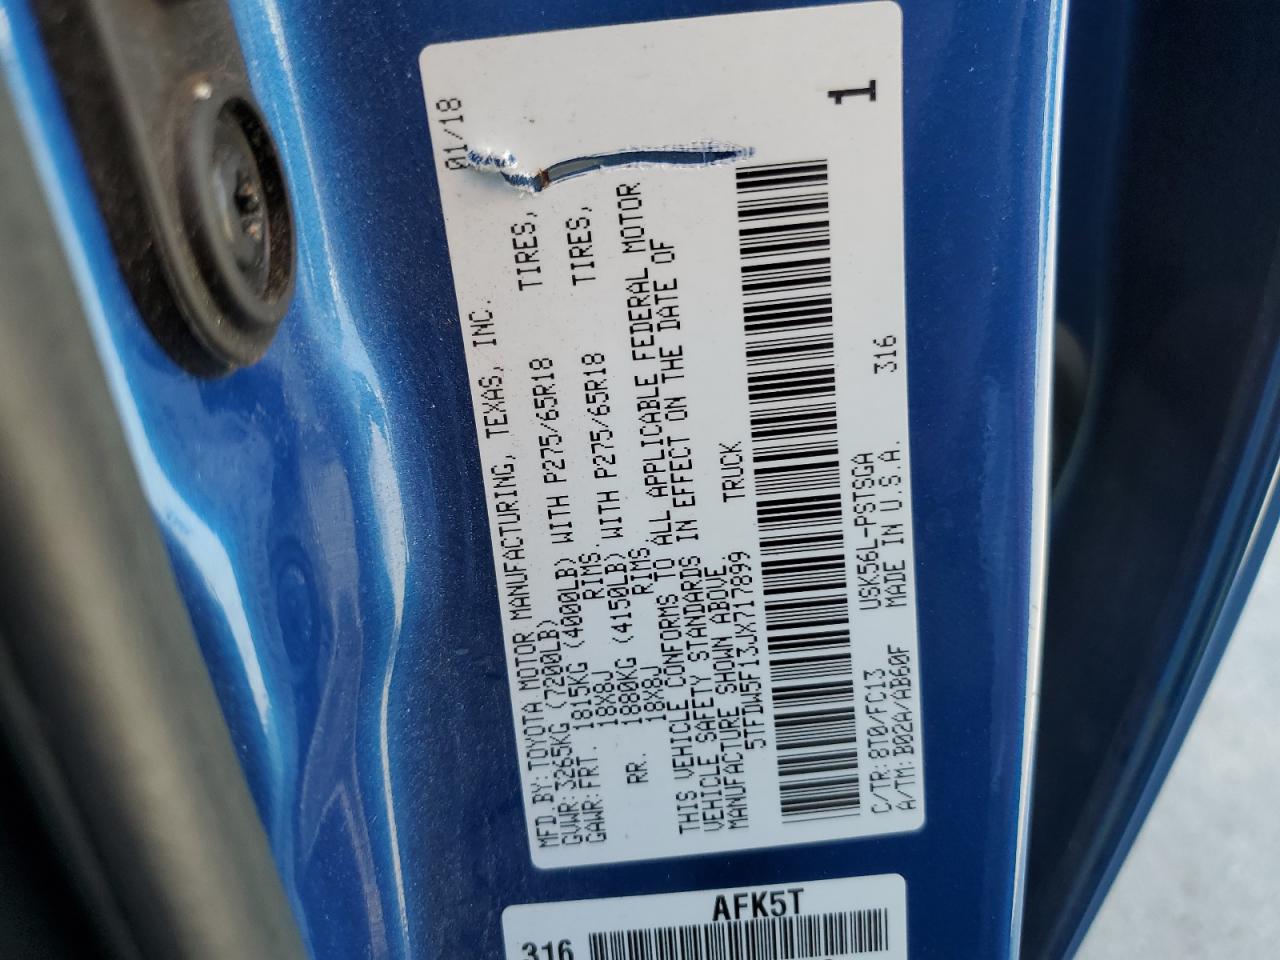 MFD.BY:TOYOTA MOTOR MANUFACTURING, TEXAS, INC. 01/18
GVWR:3265KG (7200LB)
GAWR:FRT. 1815KG (4000LB) WITH P275/65R18 TIRES,
18X8J RIMS,
RR. 1880KG (4150LB) WITH P275/65R18 TIRES,
18X8J RIMS,
THIS VEHICLE CONFORMS TO ALL APPLICABLE FEDERAL MOTOR
VEHICLE SAFETY STANDARDS IN EFFECT ON THE DATE OF
MANUFACTURE SHOWN ABOVE.
5TFDW5F13JX717899 TRUCK
1
C/TR:8T0/FC13 USK56L-PSTSGA 316
A/TM:B02A/AB60F MADE IN U.S.A.
AFK5T
316